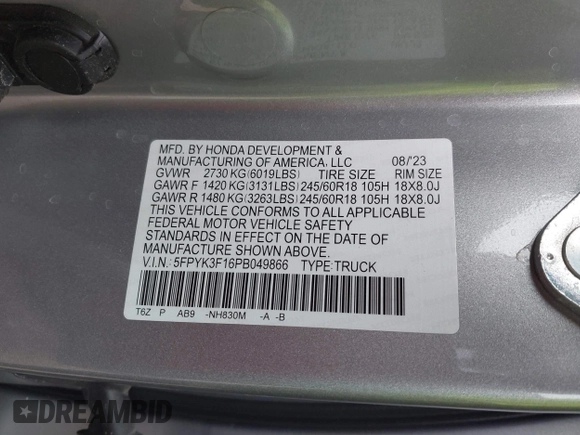 MFD. BY HONDA DEVELOPMENT &
MANUFACTURING OF AMERICA, LLC 08/'23
GVWR 2730 KG(6019LBS) TIRE SIZE RIM SIZE
GAWR F 1420 KG(3131LBS) 245/60R18 105H 18X8.0J
GAWR R 1480 KG(3263LBS) 245/60R18 105H 18X8.0J
THIS VEHICLE CONFORMS TO ALL APPLICABLE
FEDERAL MOTOR VEHICLE SAFETY
STANDARDS IN EFFECT ON THE DATE OF
MANUFACTURE SHOWN ABOVE.
V.I.N.: 5FPYK3F16PB049866 TYPE:TRUCK
T6Z P AB9 -NH830M -A -B
DREAMBID